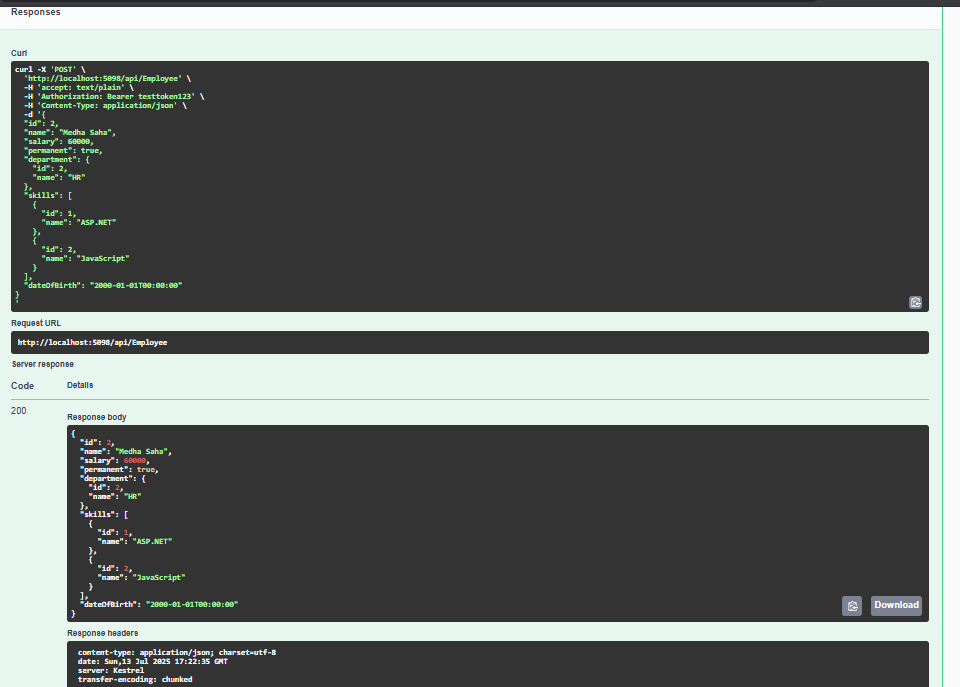 Responses
Curl
curl -X 'POST' \
  'http://localhost:5098/api/Employee' \
  -H 'accept: text/plain' \
  -H 'Authorization: Bearer testtoken123' \
  -H 'Content-Type: application/json' \
  -d '{
  "id": 2,
  "name": "Medha Saha",
  "salary": 60000,
  "permanent": true,
  "department": {
    "id": 2,
    "name": "HR"
  },
  "skills": [
    {
      "id": 1,
      "name": "ASP.NET"
    },
    {
      "id": 2,
      "name": "JavaScript"
    }
  ],
  "dateOfBirth": "2000-01-01T00:00:00"
}
'
Request URL
http://localhost:5098/api/Employee
Server response
Code Details
200
Response body
{
  "id": 2,
  "name": "Medha Saha",
  "salary": 60000,
  "permanent": true,
  "department": {
    "id": 2,
    "name": "HR"
  },
  "skills": [
    {
      "id": 1,
      "name": "ASP.NET"
    },
    {
      "id": 2,
      "name": "JavaScript"
    }
  ],
  "dateOfBirth": "2000-01-01T00:00:00"
}
Download
Response headers
content-type: application/json; charset=utf-8
date: Sun,13 Jul 2025 17:22:35 GMT
server: Kestrel
transfer-encoding: chunked